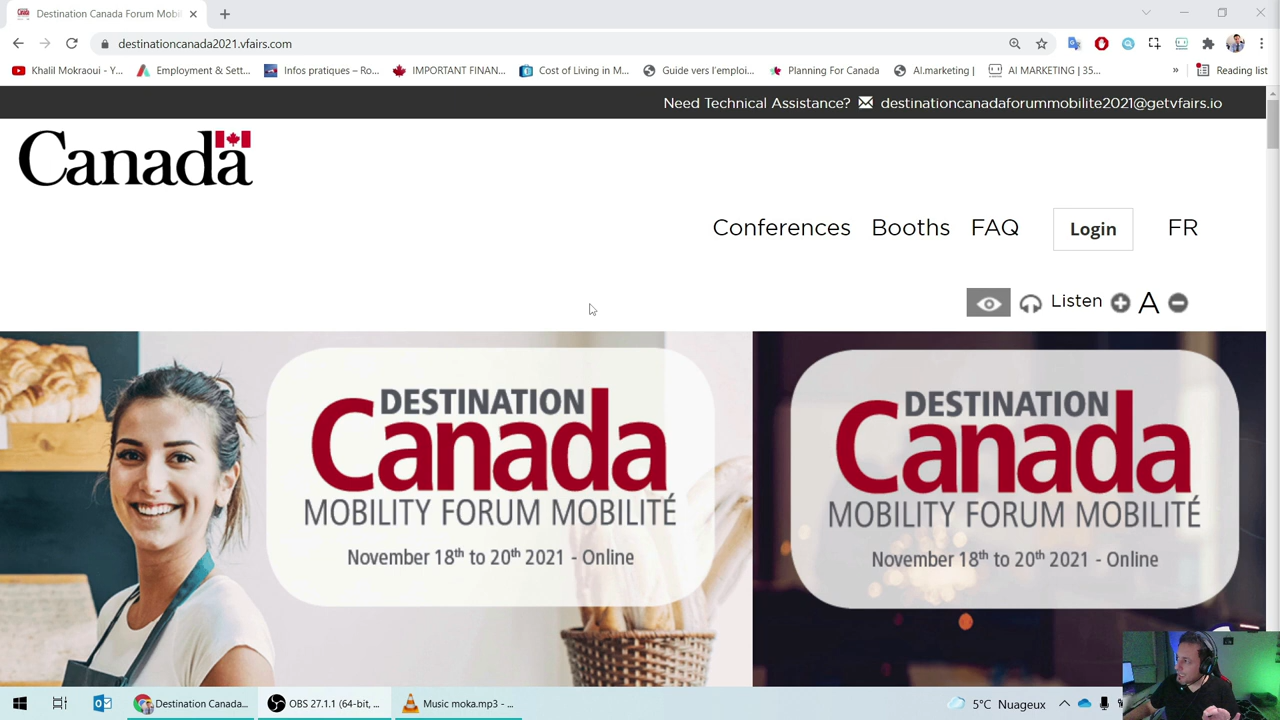 Destination Canada Forum Mobil
destinationcanada2021.vfairs.com
Khalil Mokraoui - Y...
Employment & Sett...
Infos pratiques – Ro...
IMPORTANT FINAN...
Cost of Living in M...
Guide vers l'emploi...
Planning For Canada
AI.marketing |
AI MARKETING | 35...
»
Reading list
Need Technical Assistance? destinationcanadaforummobilite2021@getvfairs.io
Canada
Conferences
Booths
FAQ
Login
FR
Listen
A
DESTINATION
Canada
MOBILITY FORUM MOBILITÉ
November 18th to 20th 2021 - Online
DESTINATION
Canada
MOBILITY FORUM MOBILITÉ
November 18th to 20th 2021 - Online
Destination Canada...
OBS 27.1.1 (64-bit, ...
Music moka.mp3 - ...
5°C Nuageux